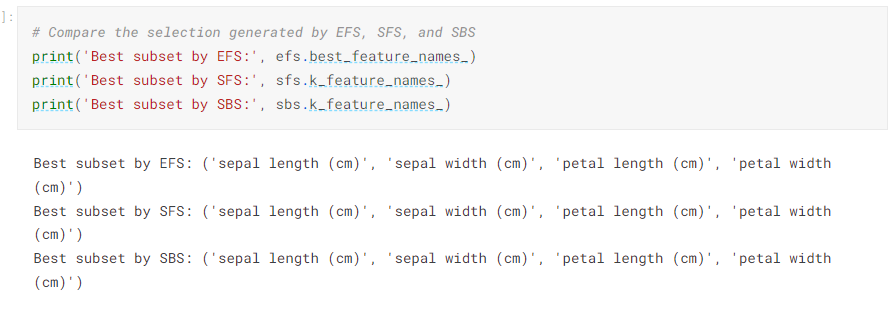 ]:
# Compare the selection generated by EFS, SFS, and SBS
print('Best subset by EFS:', efs.best_feature_names_)
print('Best subset by SFS:', sfs.k_feature_names_)
print('Best subset by SBS:', sbs.k_feature_names_)
Best subset by EFS: ('sepal length (cm)', 'sepal width (cm)', 'petal length (cm)', 'petal width
(cm)')
Best subset by SFS: ('sepal length (cm)', 'sepal width (cm)', 'petal length (cm)', 'petal width
(cm)')
Best subset by SBS: ('sepal length (cm)', 'sepal width (cm)', 'petal length (cm)', 'petal width
(cm)')